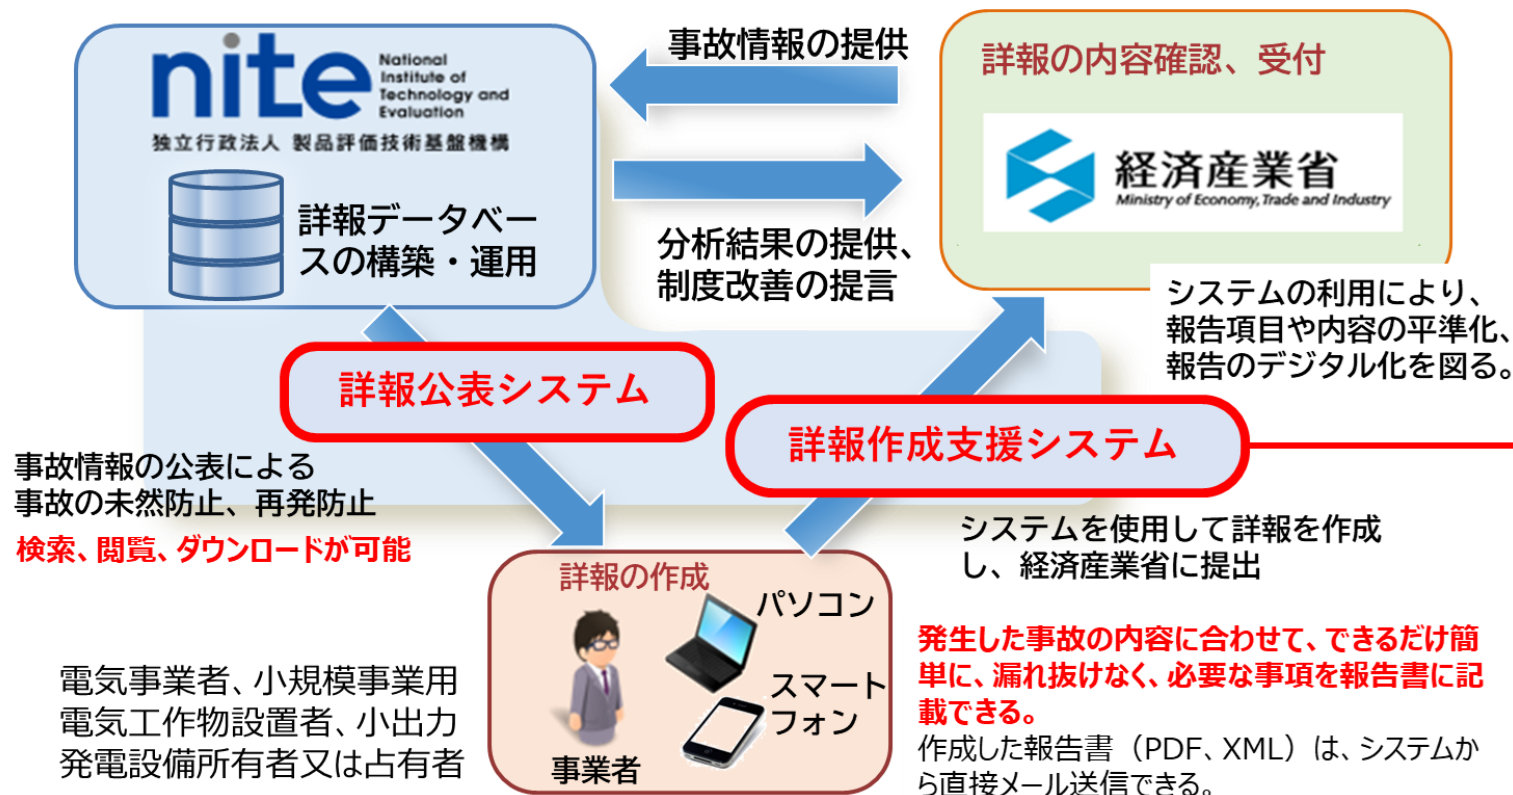 nite
National
Institute of
Technology and
Evaluation
独立行政法人 製品評価技術基盤機構
詳報データベー
スの構築・運用
事故情報の提供
分析結果の提供、
制度改善の提言
詳報の内容確認、受付
経済産業省
Ministry of Economy, Trade and Industry
システムの利用により、
報告項目や内容の平準化、
報告のデジタル化を図る。
詳報公表システム
詳報作成支援システム
事故情報の公表による
事故の未然防止、再発防止
検索、閲覧、ダウンロードが可能
システムを使用して詳報を作成
し、経済産業省に提出
詳報の作成
パソコン
スマート
フォン
事業者
電気事業者、小規模事業用
電気工作物設置者、小出力
発電設備所有者又は占有者
発生した事故の内容に合わせて、できるだけ簡
単に、漏れ抜けなく、必要な事項を報告書に記
載できる。
作成した報告書（PDF、XML）は、システムか
ら直接メール送信できる。